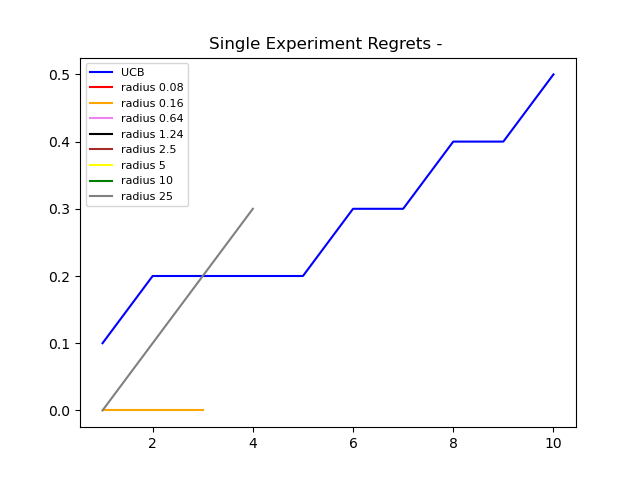 Single Experiment Regrets -
UCB
radius 0.08
radius 0.16
radius 0.64
radius 1.24
radius 2.5
radius 5
radius 10
radius 25
0.5
0.4
0.3
0.2
0.1
0.0
2 4 6 8 10